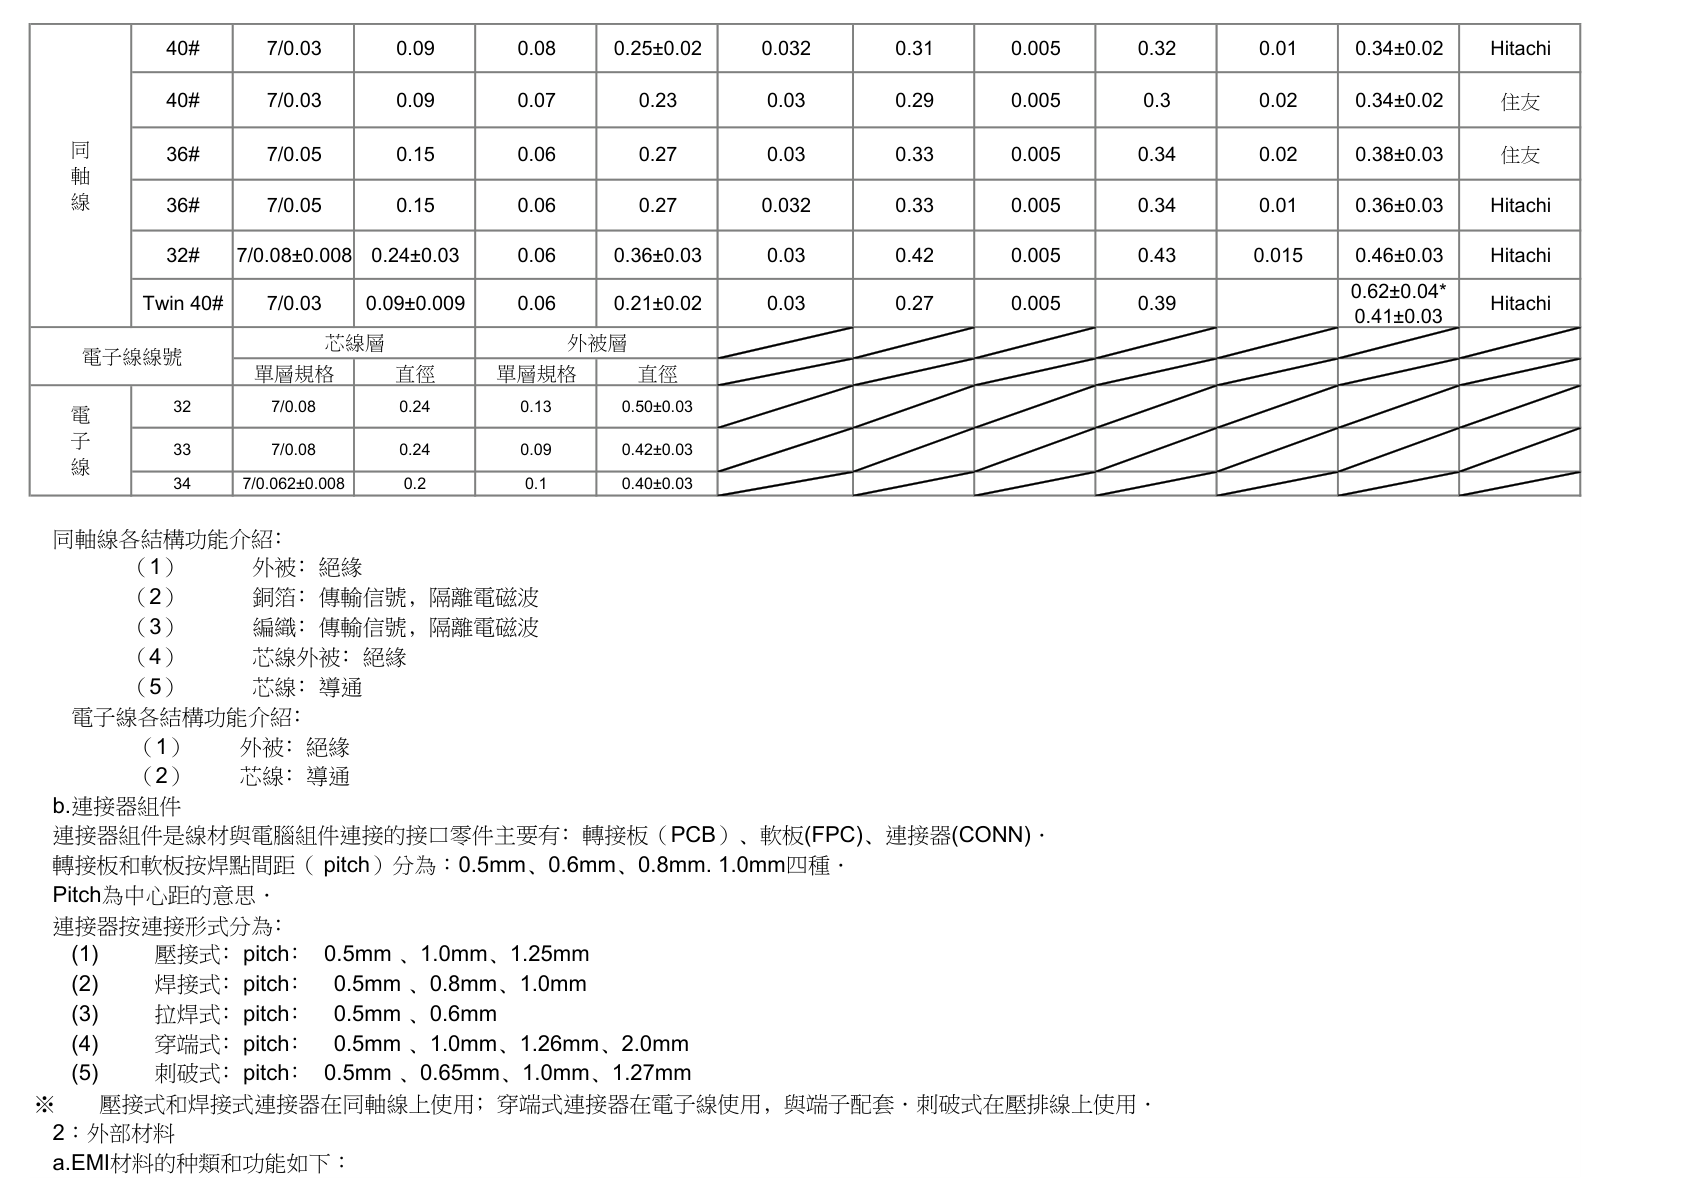 同軸線
40# 7/0.03 0.09 0.08 0.25±0.02 0.032 0.31 0.005 0.32 0.01 0.34±0.02 Hitachi
40# 7/0.03 0.09 0.07 0.23 0.03 0.29 0.005 0.3 0.02 0.34±0.02 住友
36# 7/0.05 0.15 0.06 0.27 0.03 0.33 0.005 0.34 0.02 0.38±0.03 住友
36# 7/0.05 0.15 0.06 0.27 0.032 0.33 0.005 0.34 0.01 0.36±0.03 Hitachi
32# 7/0.08±0.008 0.24±0.03 0.06 0.36±0.03 0.03 0.42 0.005 0.43 0.015 0.46±0.03 Hitachi
Twin 40# 7/0.03 0.09±0.009 0.06 0.21±0.02 0.03 0.27 0.005 0.39 0.62±0.04* 0.41±0.03 Hitachi
電子線線號 芯線層 外被層
單層規格 直徑 單層規格 直徑
電子線
32 7/0.08 0.24 0.13 0.50±0.03
33 7/0.08 0.24 0.09 0.42±0.03
34 7/0.062±0.008 0.2 0.1 0.40±0.03
同軸線各結構功能介紹：
（1） 外被：絕緣
（2） 銅箔：傳輸信號，隔離電磁波
（3） 編織：傳輸信號，隔離電磁波
（4） 芯線外被：絕緣
（5） 芯線：導通
電子線各結構功能介紹：
（1） 外被：絕緣
（2） 芯線：導通
b.連接器組件
連接器組件是線材與電腦組件連接的接口零件主要有：轉接板（PCB）、軟板(FPC)、連接器(CONN)．
轉接板和軟板按焊點間距（ pitch）分為：0.5mm、0.6mm、0.8mm. 1.0mm四種．
Pitch為中心距的意思．
連接器按連接形式分為：
(1) 壓接式：pitch： 0.5mm 、1.0mm、1.25mm
(2) 焊接式：pitch： 0.5mm 、0.8mm、1.0mm
(3) 拉焊式：pitch： 0.5mm 、0.6mm
(4) 穿端式：pitch： 0.5mm 、1.0mm、1.26mm、2.0mm
(5) 刺破式：pitch： 0.5mm 、0.65mm、1.0mm、1.27mm
※ 壓接式和焊接式連接器在同軸線上使用；穿端式連接器在電子線使用，與端子配套．刺破式在壓排線上使用．
2：外部材料
a.EMI材料的种類和功能如下：